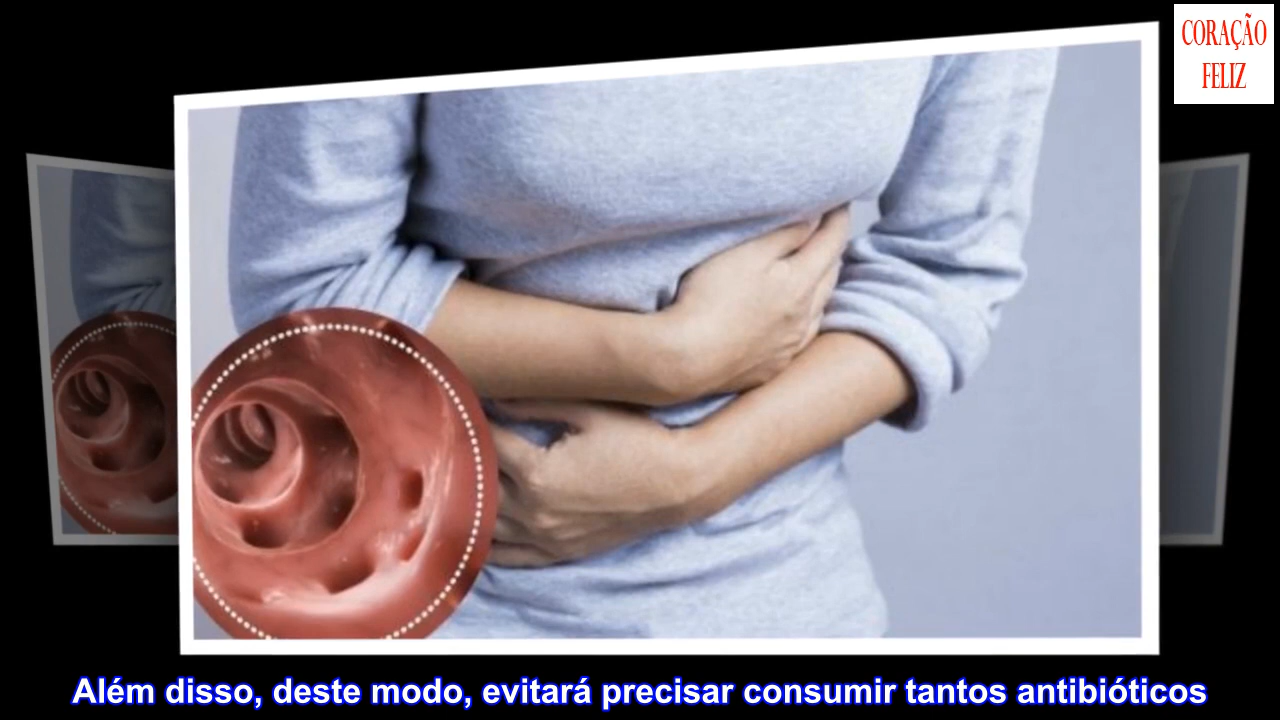 CORAÇÃO
FELIZ
Além disso, deste modo, evitará precisar consumir tantos antibióticos